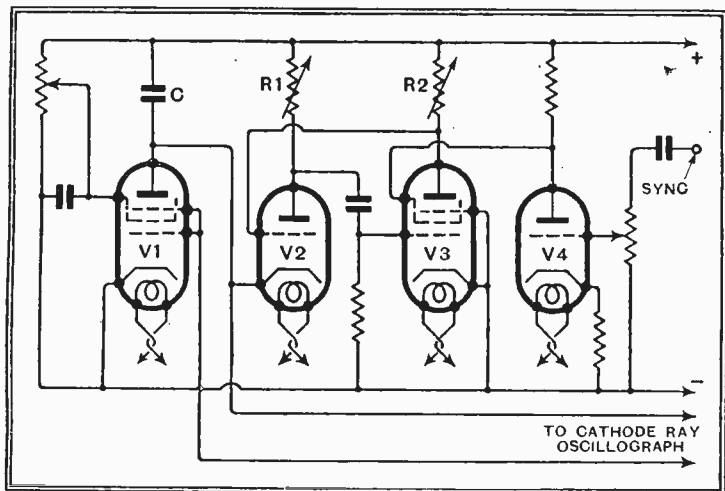 R1
R2
+
C
SYNC
V1
V2
V3
V4
−
TO CATHODE RAY
OSCILLOGRAPH